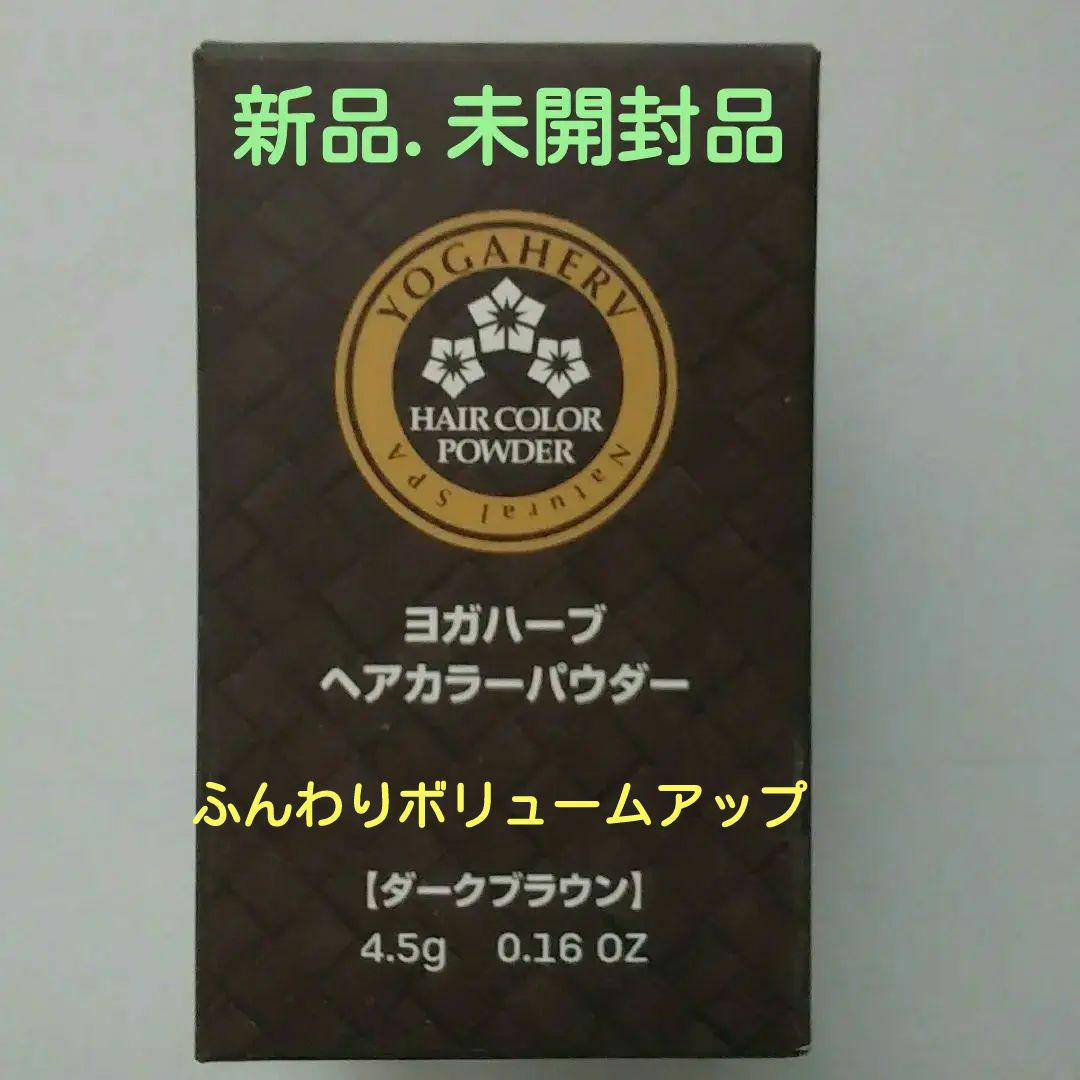 新品. 未開封品
YOGAHERV
HAIR COLOR
POWDER
Natural SPA
ヨガハーブ
ヘアカラーパウダー
ふんわりボリュームアップ
【ダークブラウン】
4.5g 0.16 OZ